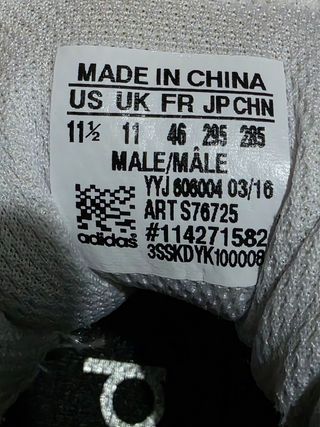 MADE IN CHINA
US UK FR JP CHN
11½ 11 46 295 285
MALE/MÂLE
YYJ 606004 03/16
ART S76725
#114271582
adidas
3SSKDYK100008